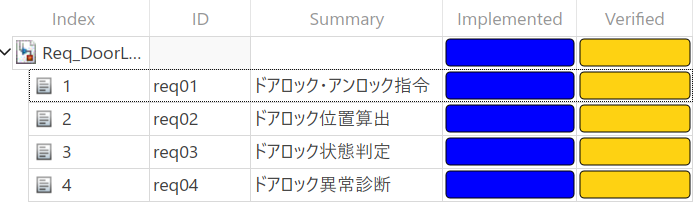 Index ID Summary Implemented Verified
Req_DoorL...
1 req01 ドアロック・アンロック指令
2 req02 ドアロック位置算出
3 req03 ドアロック状態判定
4 req04 ドアロック異常診断